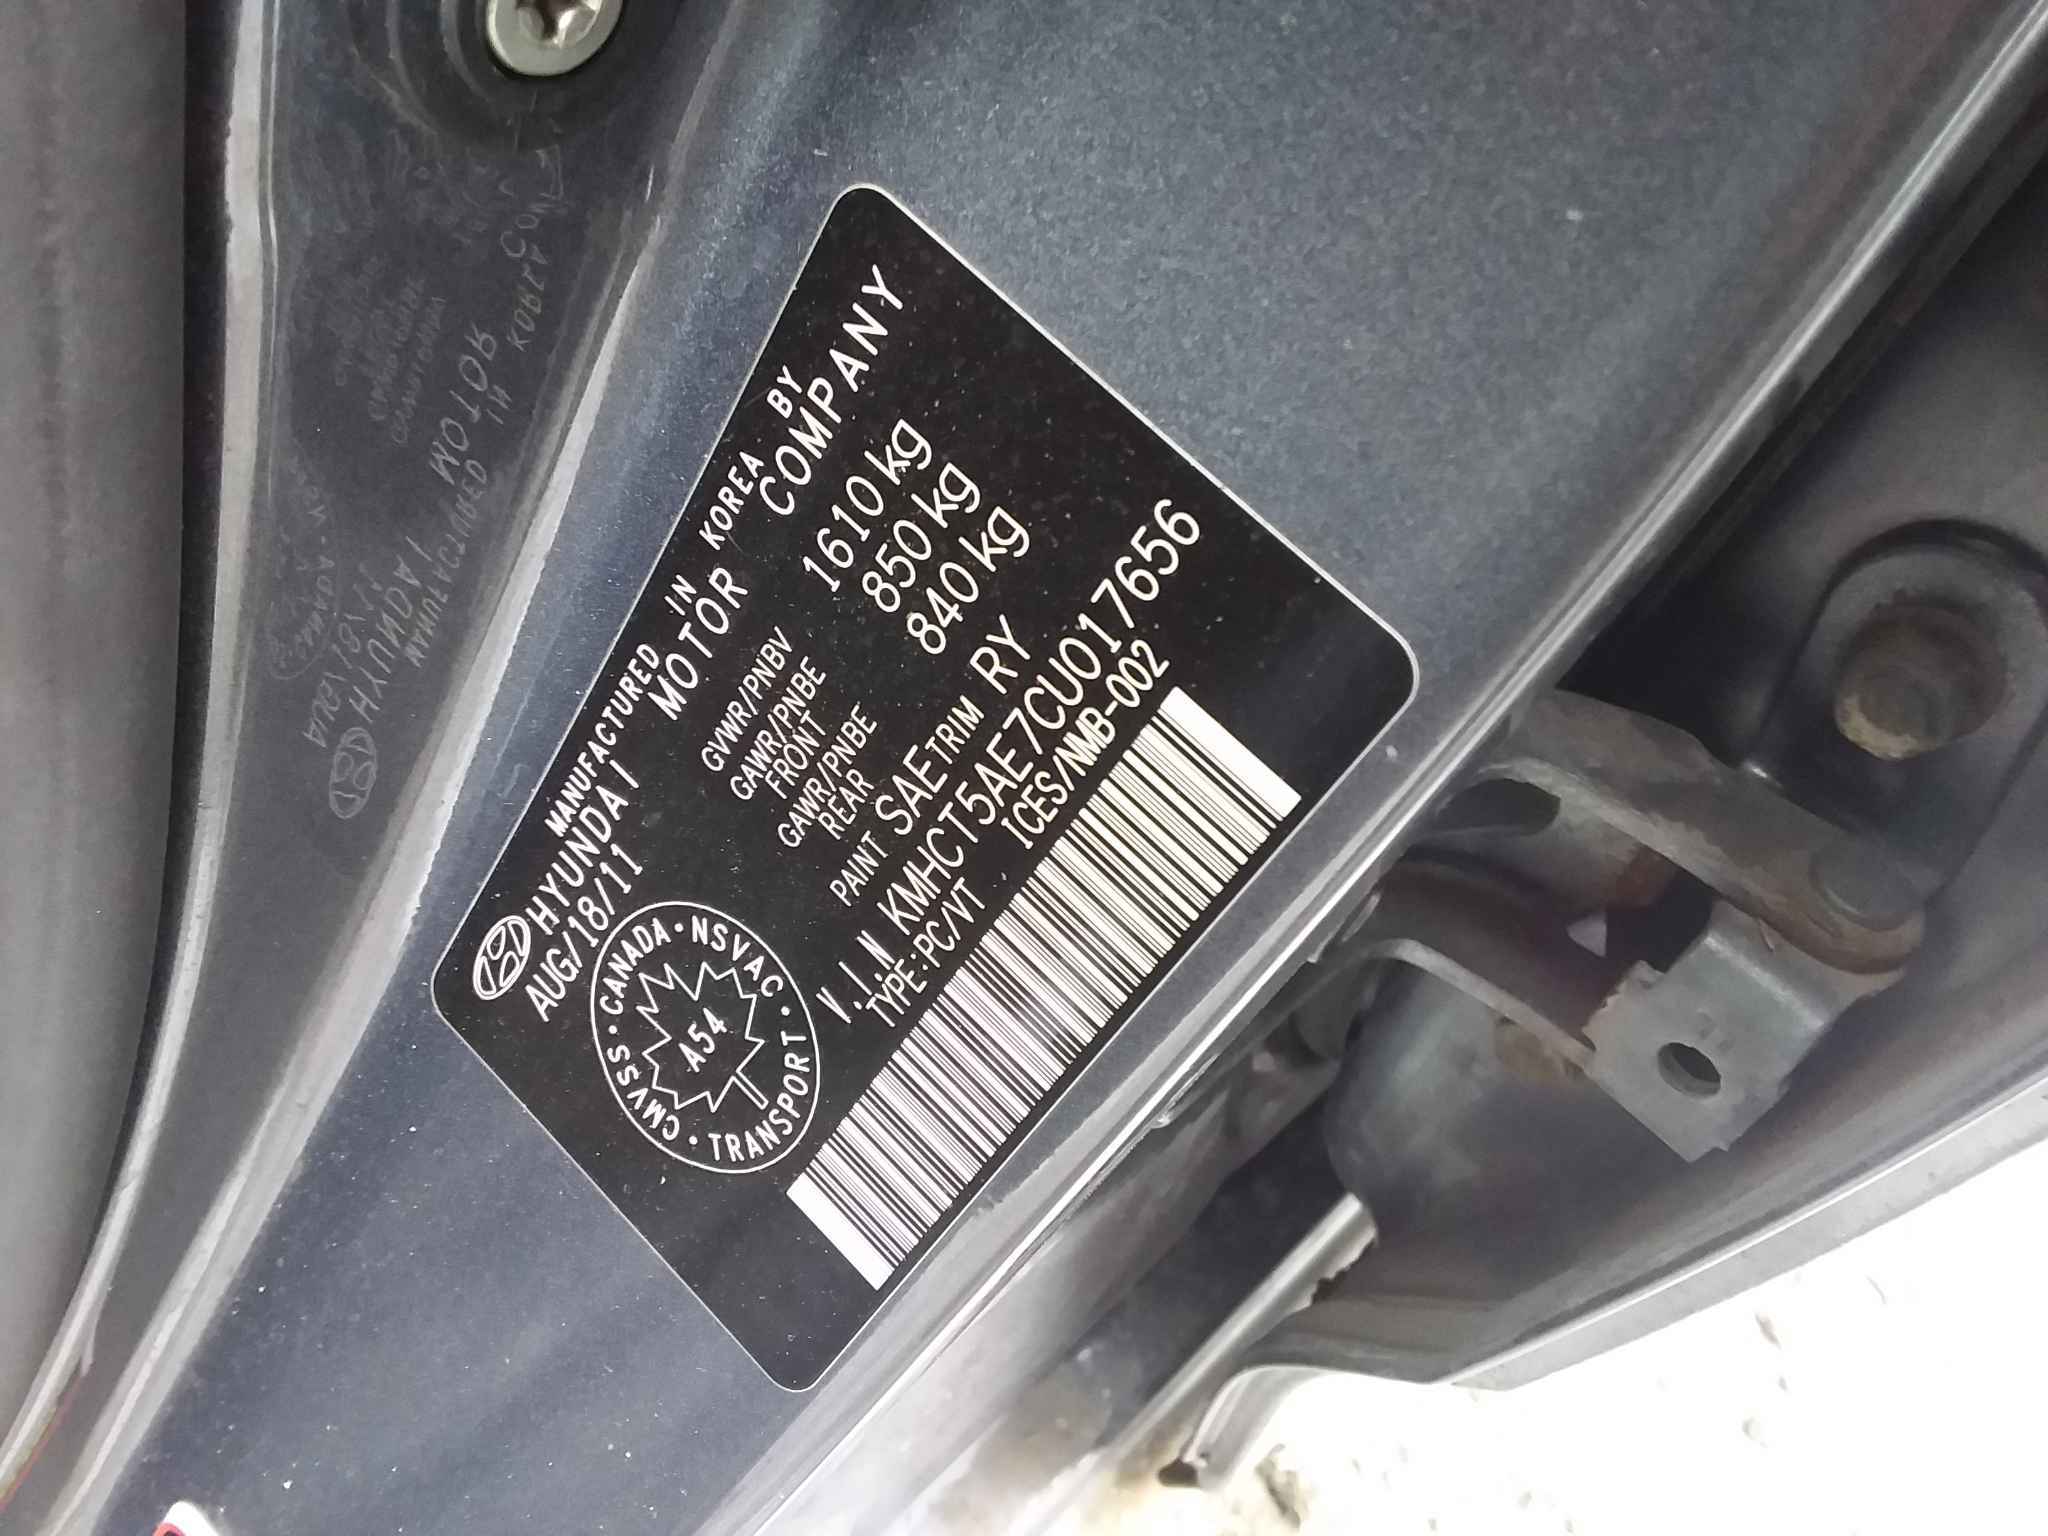 MANUFACTURED IN KOREA BY
HYUNDAI MOTOR COMPANY
AUG/18/11
GVWR/PNBV 1610 kg
GAWR/PNBE FRONT 850 kg
GAWR/PNBE REAR 840 kg
CANADA · NSVAC · TRANSPORT · CMVSS ·
A54
PAINT SAE TRIM RY
V.I.N KMHCT5AE7CU017656
TYPE:PC/VT ICES/NMB-002